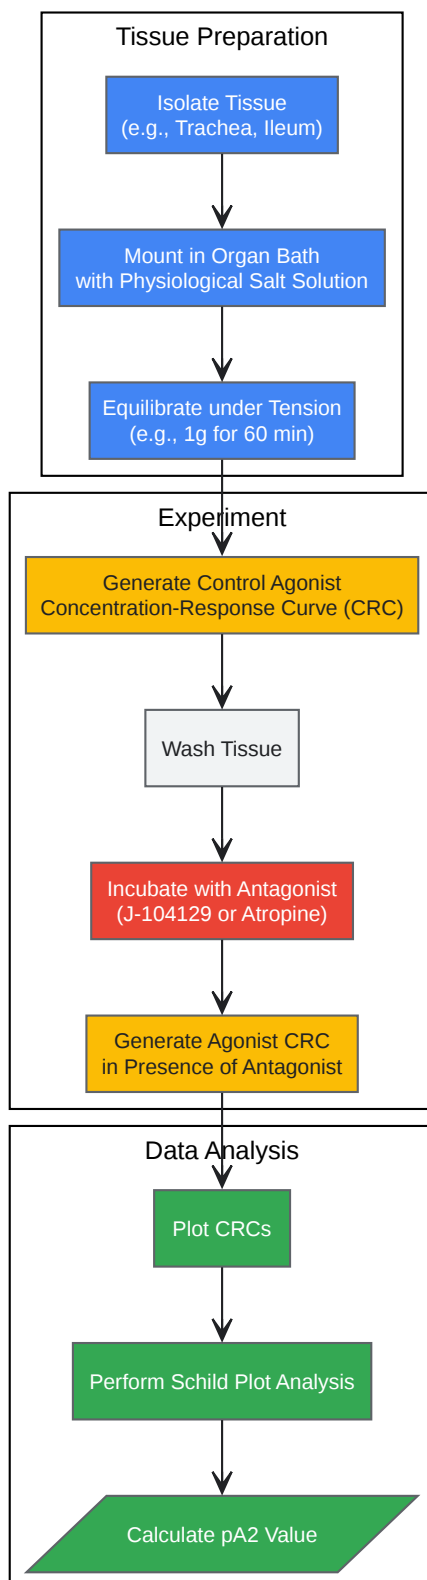 Tissue Preparation
Isolate Tissue
(e.g., Trachea, Ileum)
Mount in Organ Bath
with Physiological Salt Solution
Equilibrate under Tension
(e.g., 1g for 60 min)
Experiment
Generate Control Agonist
Concentration-Response Curve (CRC)
Wash Tissue
Incubate with Antagonist
(J-104129 or Atropine)
Generate Agonist CRC
in Presence of Antagonist
Data Analysis
Plot CRCs
Perform Schild Plot Analysis
Calculate pA2 Value